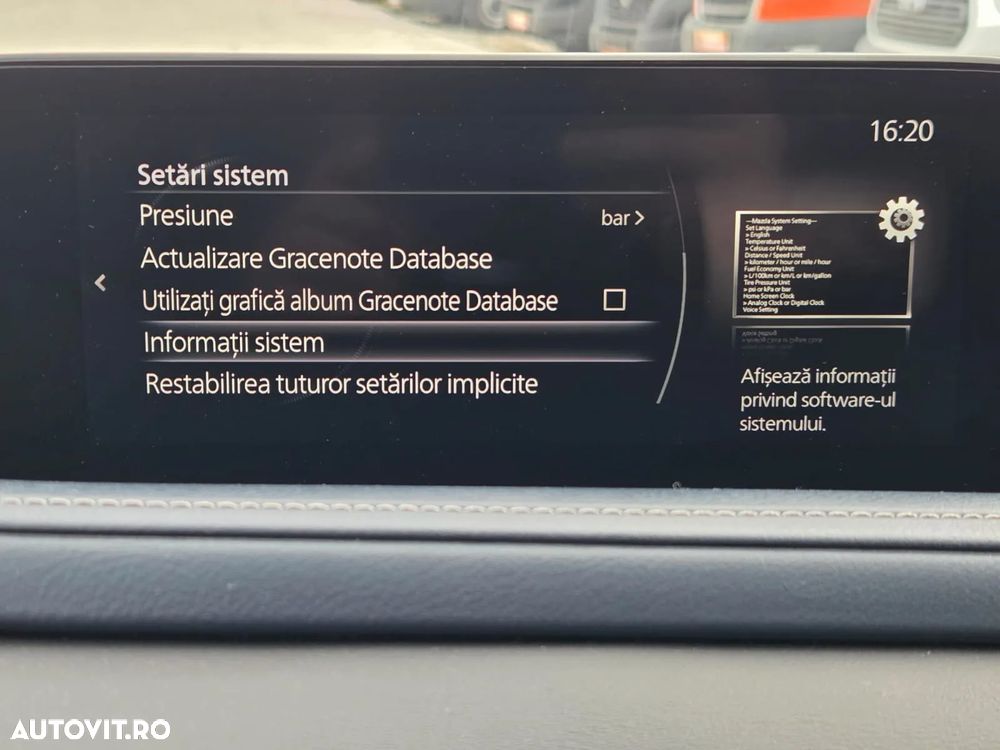 16:20
Setări sistem
Presiune bar >
Actualizare Gracenote Database
Utilizați grafică album Gracenote Database
Informații sistem
Restabilirea tuturor setărilor implicite
---Mazda System Setting---
Set Language
> English
Temperature Unit
> Celsius or Fahrenheit
Distance / Speed Unit
> kilometer / hour or mile / hour
Fuel Economy Unit
> L/100km or km/L or km/gallon
Tire Pressure Unit
> psi or kPa or bar
Home Screen Clock
> Analog Clock or Digital Clock
Voice Setting
Afișează informații
privind software-ul
sistemului.
AUTOVIT.RO